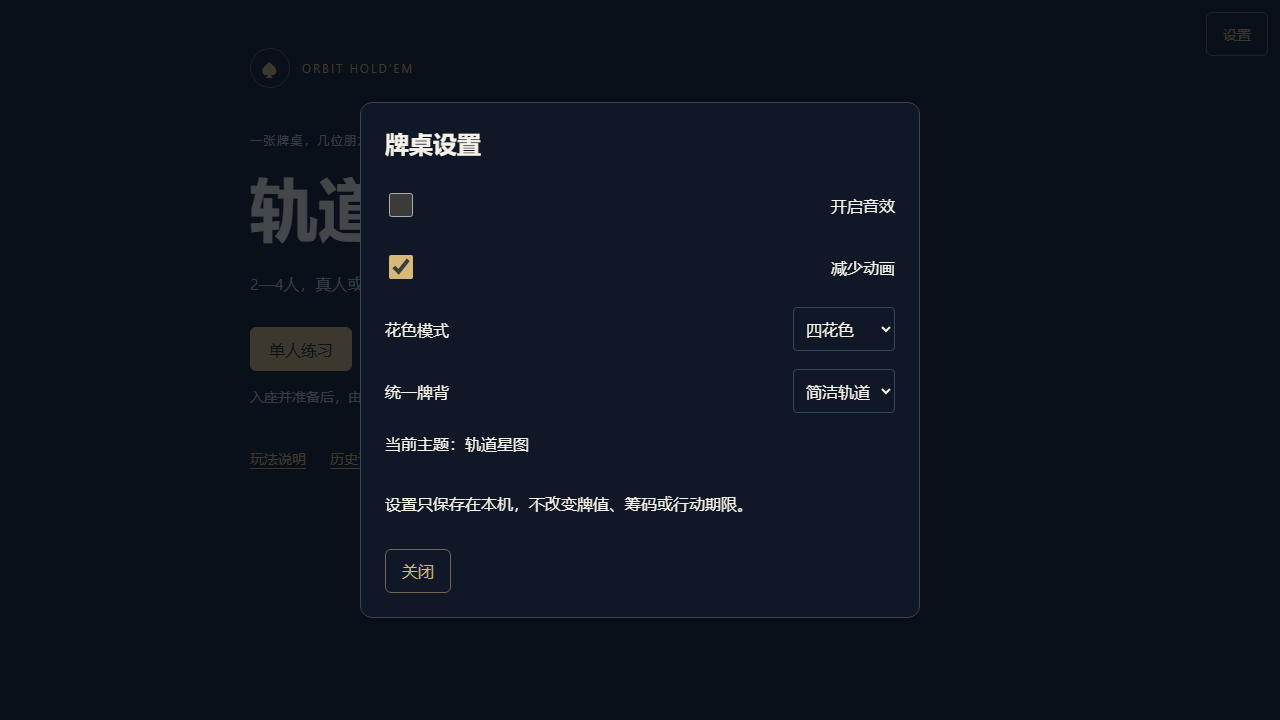 设置
ORBIT HOLD'EM
一张牌桌，几位朋
牌桌设置
开启音效
轨道
减少动画
2—4人，真人或
花色模式 四花色
单人练习
统一牌背 简洁轨道
入座并准备后，由
当前主题：轨道星图
玩法说明 历史
设置只保存在本机，不改变牌值、筹码或行动期限。
关闭